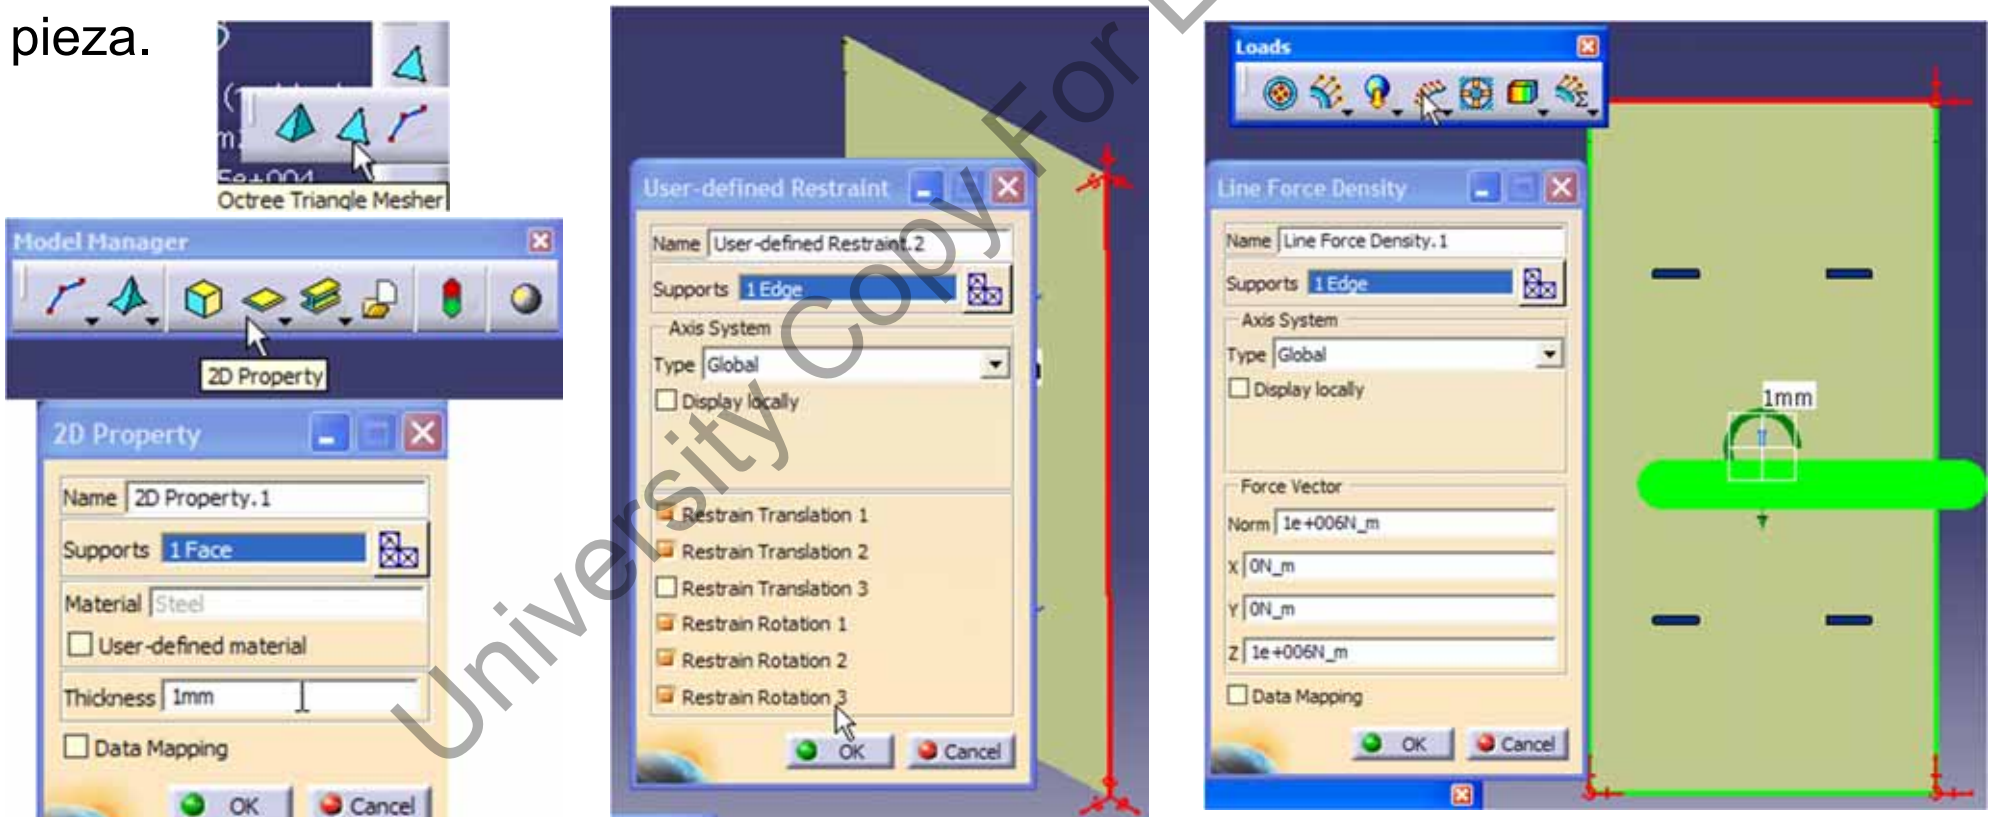 pieza.
Octree Triangle Mesher
Model Manager
2D Property
2D Property
Name 2D Property.1
Supports 1 Face
Material Steel
User-defined material
Thickness 1mm
Data Mapping
OK Cancel
User-defined Restraint
Name User-defined Restraint.2
Supports 1 Edge
Axis System
Type Global
Display locally
Restrain Translation 1
Restrain Translation 2
Restrain Translation 3
Restrain Rotation 1
Restrain Rotation 2
Restrain Rotation 3
OK Cancel
Loads
Line Force Density
Name Line Force Density.1
Supports 1 Edge
Axis System
Type Global
Display locally
Force Vector
Norm 1e+006N_m
X 0N_m
Y 0N_m
Z 1e+006N_m
Data Mapping
OK Cancel
1mm
University Copy For